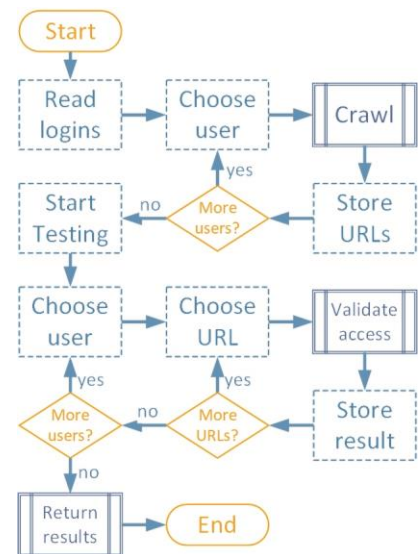 Start
Read
logins
Choose
user
Crawl
yes
no
Start
Testing
More
users?
Store
URLs
Choose
user
Choose
URL
Validate
access
yes
yes
More
users?
no
More
URLs?
Store
result
no
Return
results
End